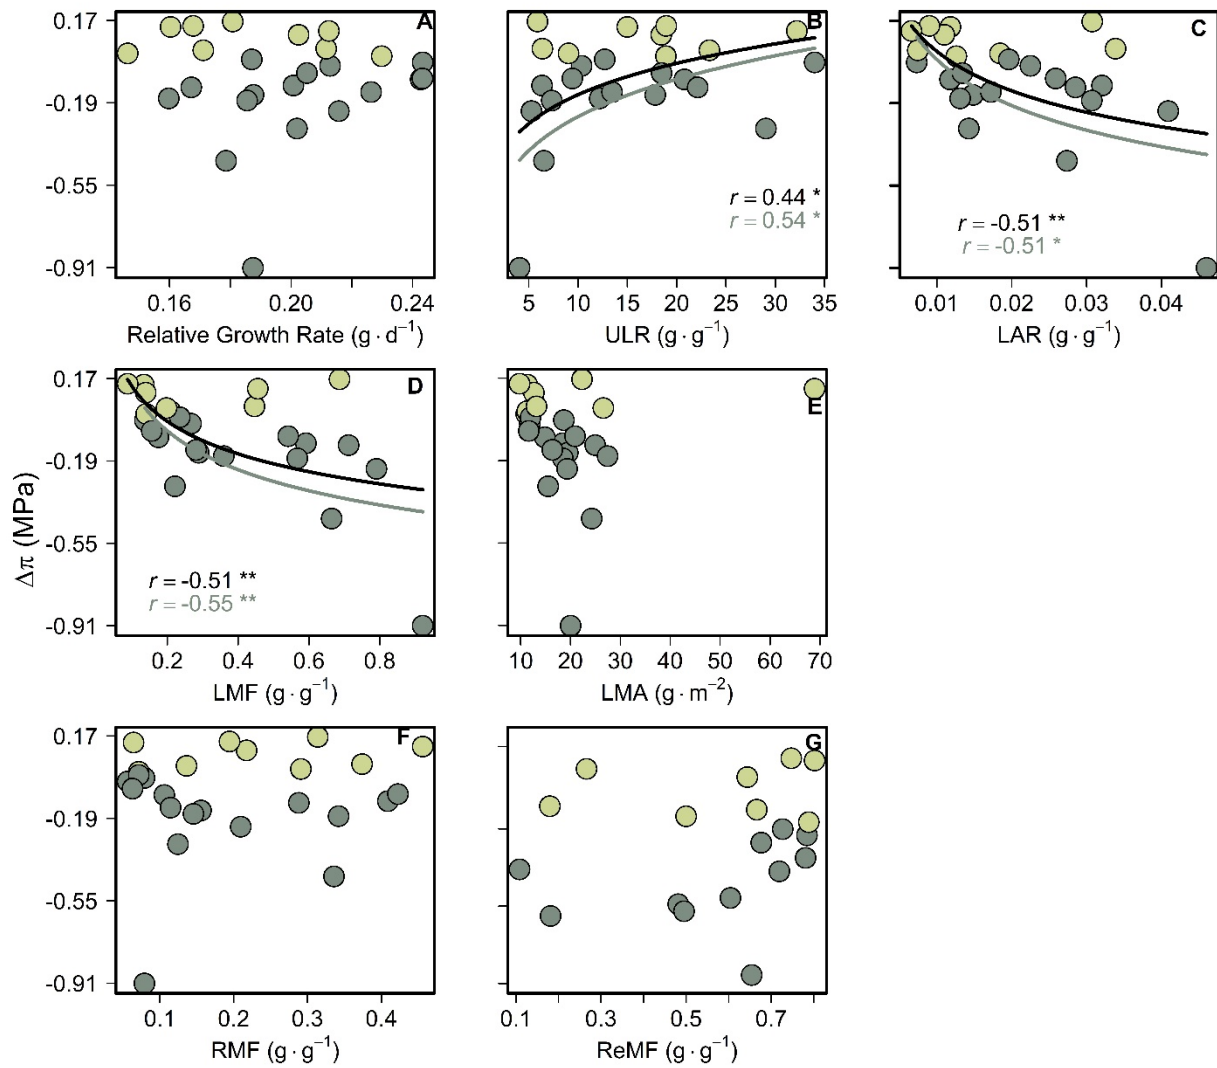 A
0.17
-0.19
-0.55
-0.91
0.16
0.20
0.24
Relative Growth Rate (g · d⁻¹)
B
r = 0.44 *
r = 0.54 *
5
10
15
20
25
30
35
ULR (g · g⁻¹)
C
r = -0.51 **
r = -0.51 *
0.01
0.02
0.03
0.04
LAR (g · g⁻¹)
Δπ (MPa)
D
0.17
-0.19
-0.55
-0.91
r = -0.51 **
r = -0.55 **
0.2
0.4
0.6
0.8
LMF (g · g⁻¹)
E
10
20
30
40
50
60
70
LMA (g · m⁻²)
F
0.17
-0.19
-0.55
-0.91
0.1
0.2
0.3
0.4
RMF (g · g⁻¹)
G
0.1
0.3
0.5
0.7
ReMF (g · g⁻¹)